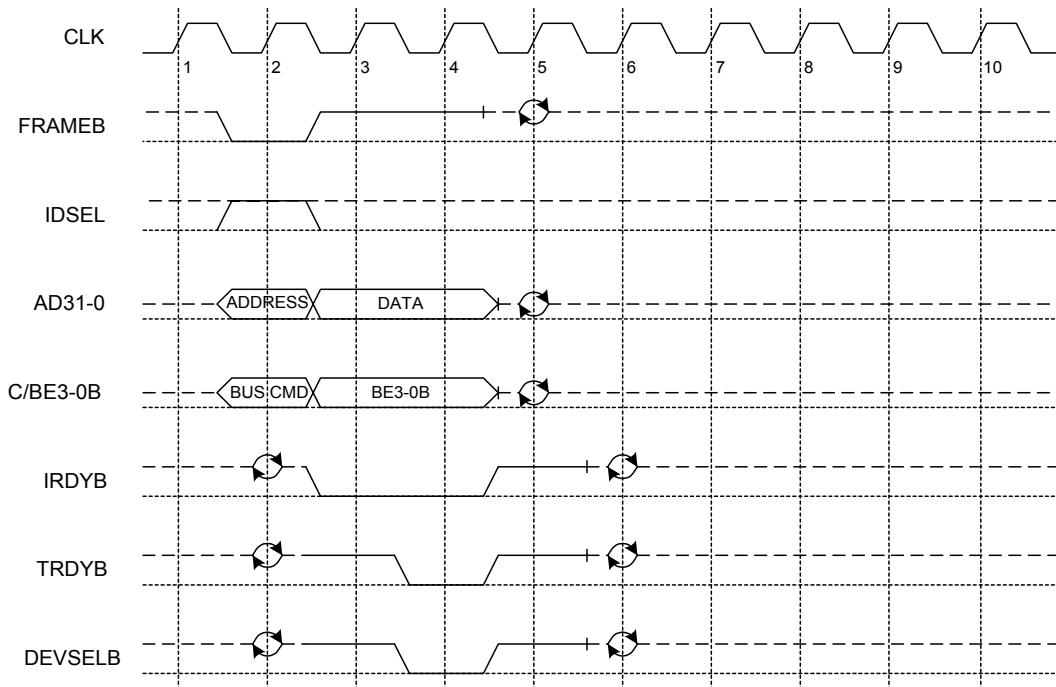 CLK
1 2 3 4 5 6 7 8 9 10
FRAMEB
IDSEL
AD31-0 ADDRESS DATA
C/BE3-0B BUS CMD BE3-0B
IRDYB
TRDYB
DEVSELB